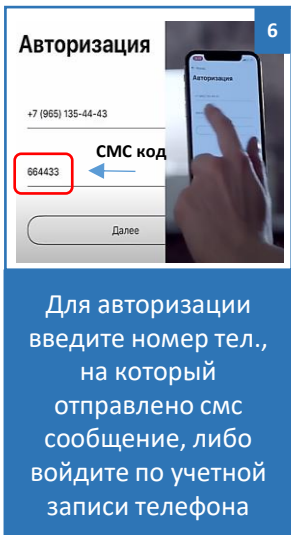 6
Авторизация
+7 (965) 135-44-43
СМС код
664433
Далее
Авторизация
Для авторизации
введите номер тел.,
на который
отправлено смс
сообщение, либо
войдите по учетной
записи телефона